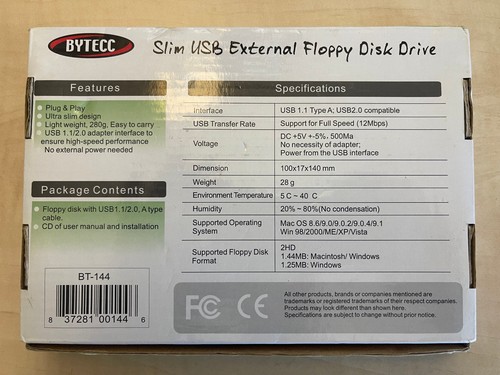 BYTECC
Slim USB External Floppy Disk Drive
Features
Plug & Play
Ultra slim design
Light weight, 280g, Easy to carry
USB 1.1/2.0 adapter interface to
ensure high-speed performance
No external power needed
Package Contents
Floppy disk with USB1.1/2.0, A type
cable.
CD of user manual and installation
BT-144
8 37281 00144 6
Specifications
Interface USB 1.1 Type A; USB2.0 compatible
USB Transfer Rate Support for Full Speed (12Mbps)
Voltage DC +5V +-5%, 500Ma
No necessity of adapter;
Power from the USB interface
Dimension 100x17x140 mm
Weight 28 g
Environment Temperature 5 C ~ 40 C
Humidity 20% ~ 80%(No condensation)
Supported Operating System Mac OS 8.6/9.0/9.0.2/9.0.4/9.1
Win 98/2000/ME/XP/Vista
Supported Floppy Disk Format 2HD
1.44MB: Macintosh/ Windows
1.25MB: Windows
FC CE
All other products, brands or companies mentioned are
trademarks or registered trademarks of their respect companies.
Products may look different than shown here.
Specifications are subject to change without prior notice.